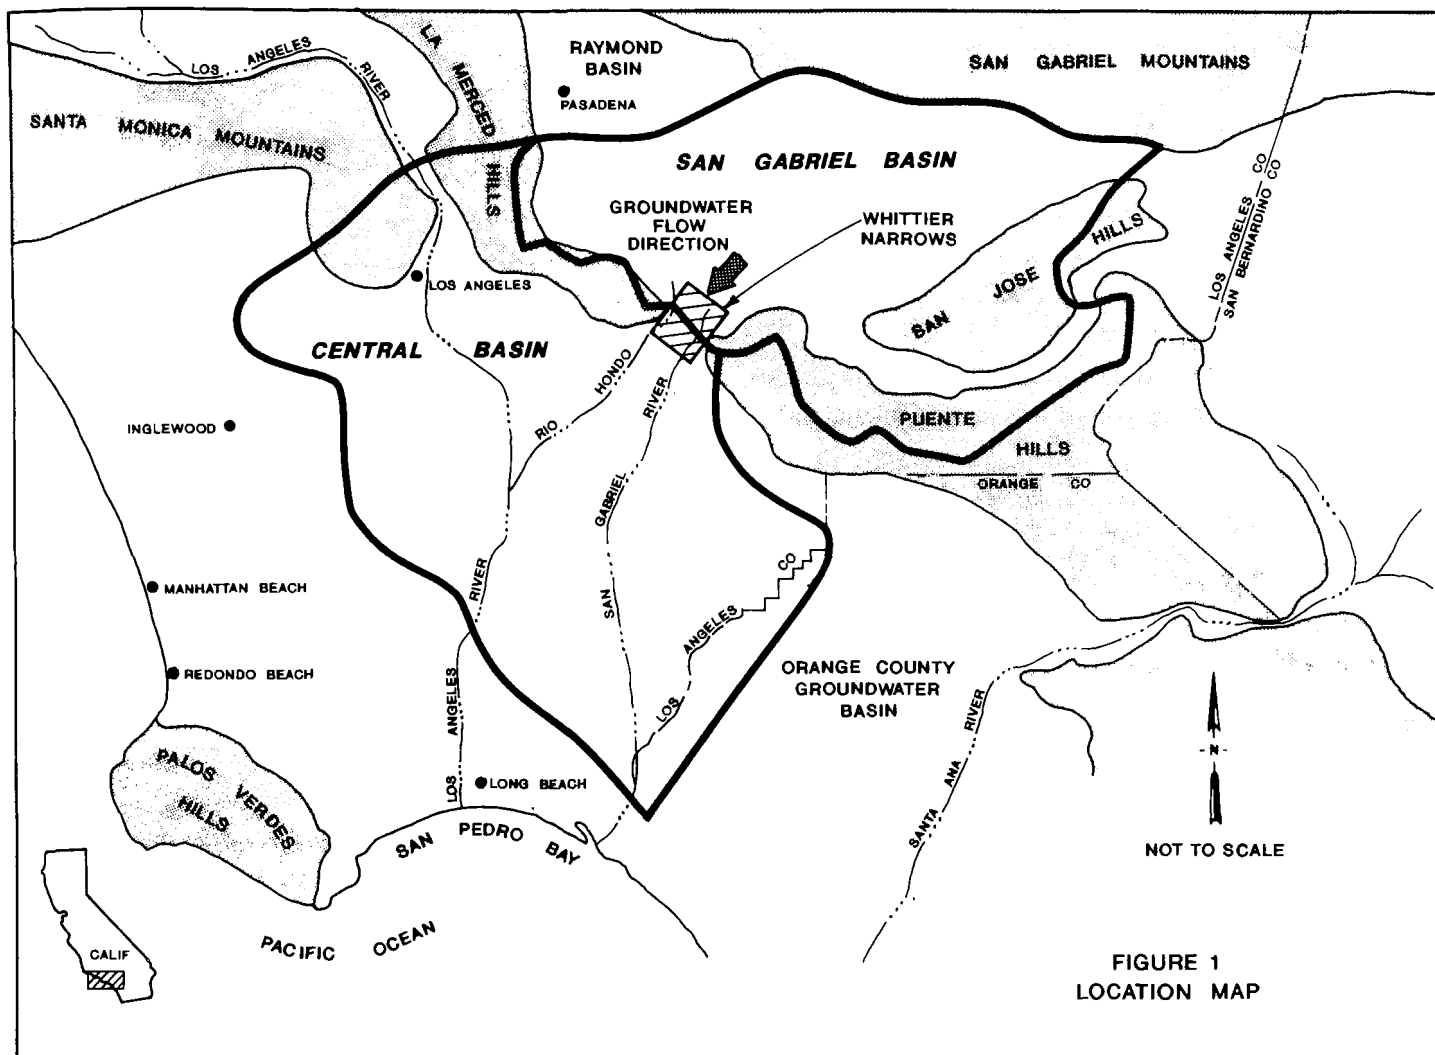 LOS ANGELES RIVER
LA MERCED HILLS
RAYMOND
BASIN
PASADENA
SAN GABRIEL MOUNTAINS
SANTA MONICA MOUNTAINS
SAN GABRIEL BASIN
GROUNDWATER
FLOW
DIRECTION
WHITTIER
NARROWS
LOS ANGELES CO
SAN BERNARDINO CO
SAN JOSE HILLS
LOS ANGELES
CENTRAL BASIN
RIO HONDO
SAN GABRIEL RIVER
PUENTE HILLS
ORANGE CO
INGLEWOOD
LOS ANGELES CO
MANHATTAN BEACH
LOS ANGELES RIVER
REDONDO BEACH
ORANGE COUNTY
GROUNDWATER
BASIN
SANTA ANA RIVER
PALOS VERDES
HILLS
LONG BEACH
SAN PEDRO BAY
PACIFIC OCEAN
CALIF
-N-
NOT TO SCALE
FIGURE 1
LOCATION MAP